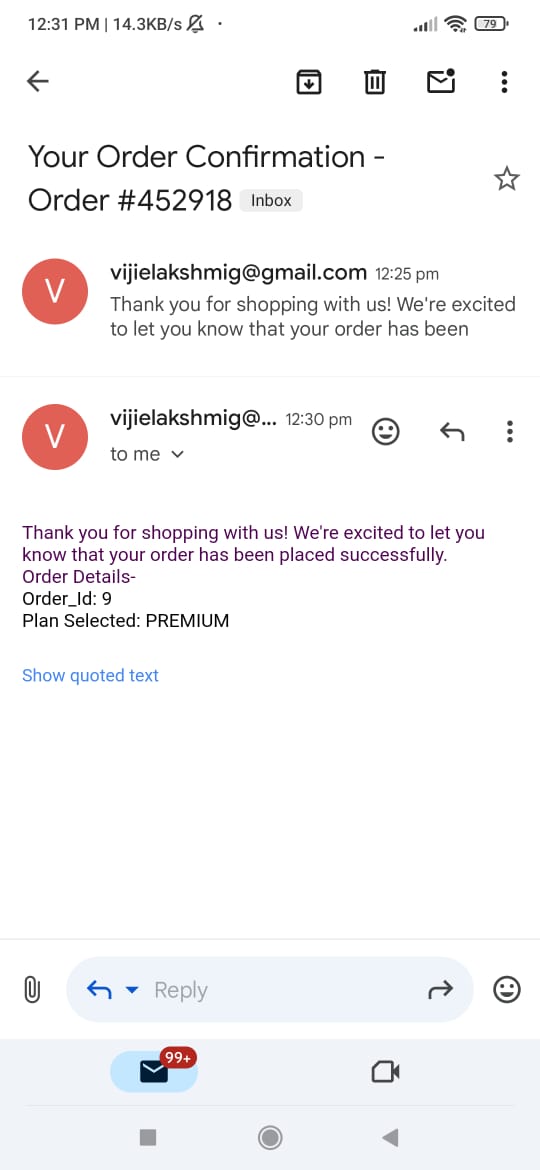 12:31 PM | 14.3KB/s
79
Your Order Confirmation -
Order #452918 Inbox
V
vijielakshmig@gmail.com 12:25 pm
Thank you for shopping with us! We're excited
to let you know that your order has been
V
vijielakshmig@... 12:30 pm
to me
Thank you for shopping with us! We're excited to let you
know that your order has been placed successfully.
Order Details-
Order_Id: 9
Plan Selected: PREMIUM
Show quoted text
Reply
99+